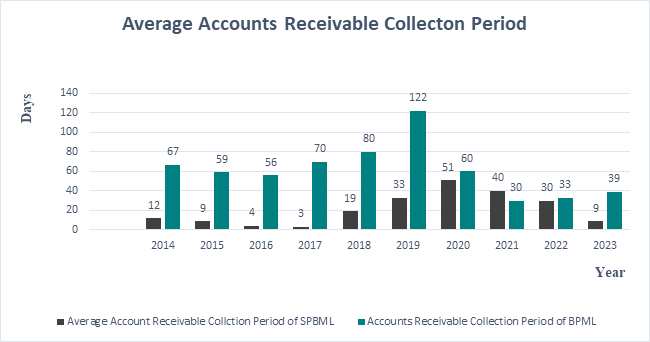 Average Accounts Receivable Collecton Period
Days
140
120
100
80
60
40
20
0
12 67 9 59 4 56 3 70 19 80 33 122 51 60 40 30 30 33 9 39
2014 2015 2016 2017 2018 2019 2020 2021 2022 2023
Year
Average Account Receivable Collction Period of SPBML Accounts Receivable Collection Period of BPML